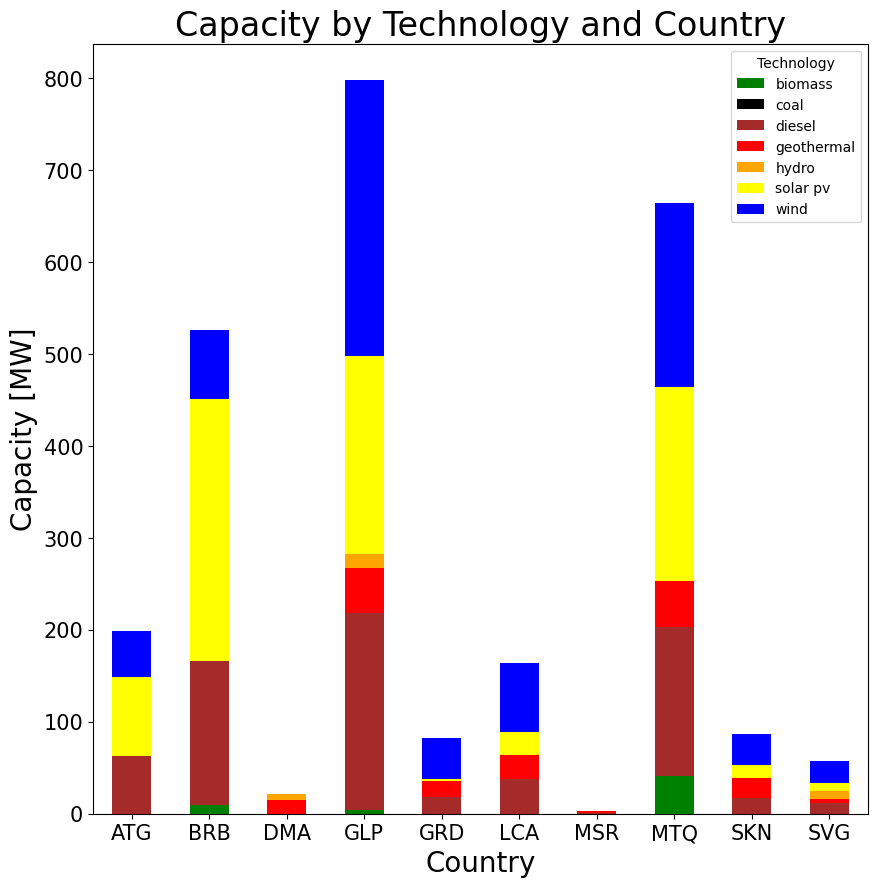 Capacity by Technology and Country
Technology
biomass
coal
diesel
geothermal
hydro
solar pv
wind
Capacity [MW]
800
700
600
500
400
300
200
100
0
ATG BRB DMA GLP GRD LCA MSR MTQ SKN SVG
Country